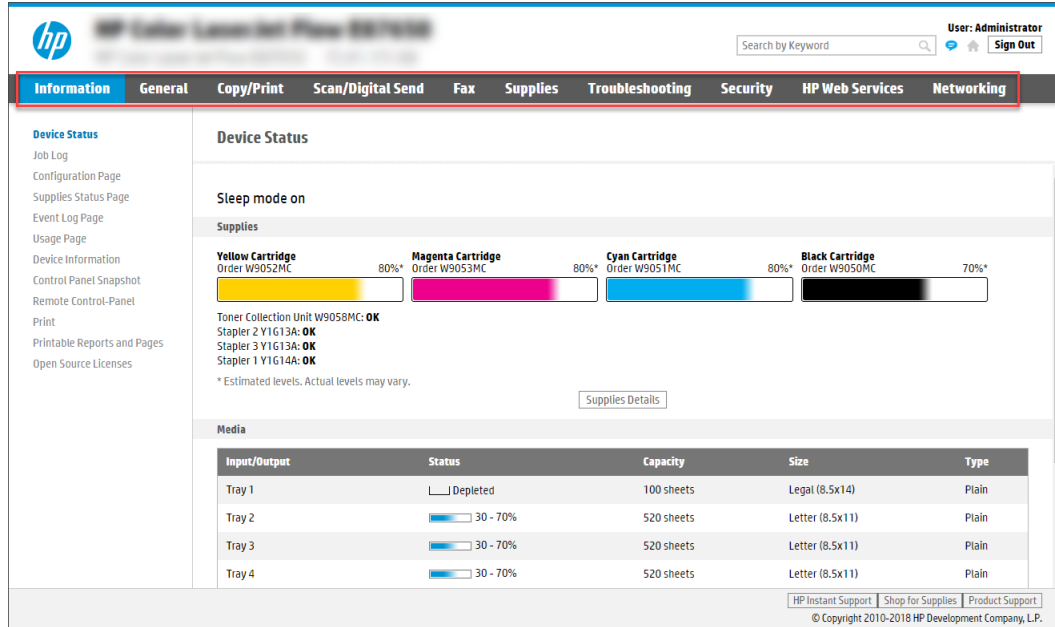 hp
User: Administrator
Search by Keyword
Sign Out
Information General Copy/Print Scan/Digital Send Fax Supplies Troubleshooting Security HP Web Services Networking
Device Status
Job Log
Configuration Page
Supplies Status Page
Event Log Page
Usage Page
Device Information
Control Panel Snapshot
Remote Control-Panel
Print
Printable Reports and Pages
Open Source Licenses
Device Status
Sleep mode on
Supplies
Yellow Cartridge
Order W9052MC 80%*
Magenta Cartridge
Order W9053MC 80%*
Cyan Cartridge
Order W9051MC 80%*
Black Cartridge
Order W9050MC 70%*
Toner Collection Unit W9058MC: OK
Stapler 2 Y1G13A: OK
Stapler 3 Y1G13A: OK
Stapler 1 Y1G14A: OK
* Estimated levels. Actual levels may vary.
Supplies Details
Media
Input/Output Status Capacity Size Type
Tray 1 Depleted 100 sheets Legal (8.5x14) Plain
Tray 2 30 - 70% 520 sheets Letter (8.5x11) Plain
Tray 3 30 - 70% 520 sheets Letter (8.5x11) Plain
Tray 4 30 - 70% 520 sheets Letter (8.5x11) Plain
HP Instant Support Shop for Supplies Product Support
© Copyright 2010-2018 HP Development Company, L.P.